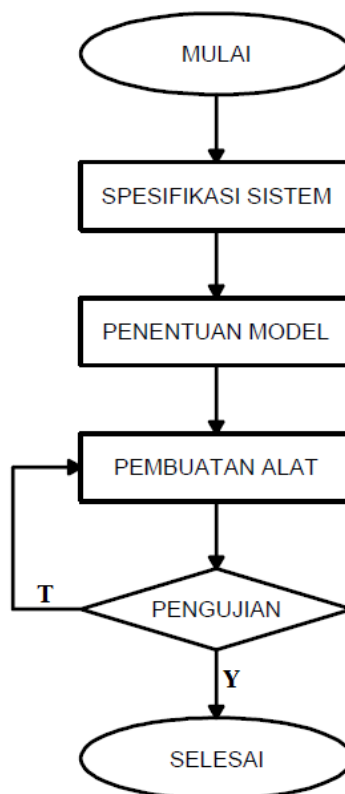 MULAI
SPESIFIKASI SISTEM
PENENTUAN MODEL
PEMBUATAN ALAT
T
PENGUJIAN
Y
SELESAI